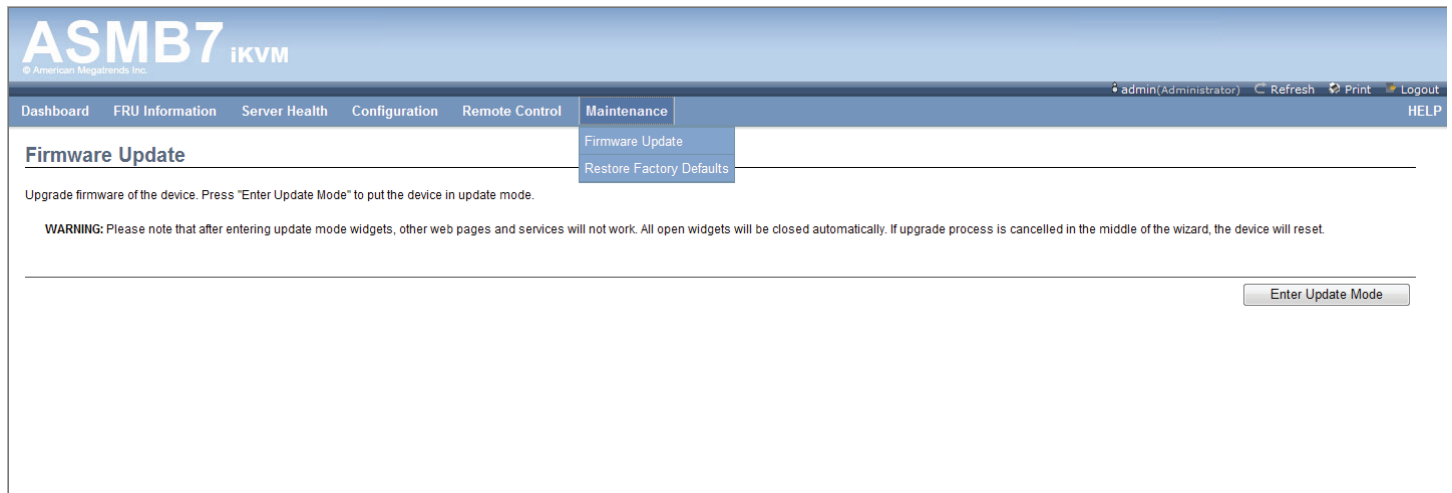 ASMB7 iKVM
© American Megatrends Inc.
admin(Administrator) Refresh Print Logout
Dashboard FRU Information Server Health Configuration Remote Control Maintenance HELP
Firmware Update
Restore Factory Defaults
Firmware Update
Upgrade firmware of the device. Press "Enter Update Mode" to put the device in update mode.
WARNING: Please note that after entering update mode widgets, other web pages and services will not work. All open widgets will be closed automatically. If upgrade process is cancelled in the middle of the wizard, the device will reset.
Enter Update Mode